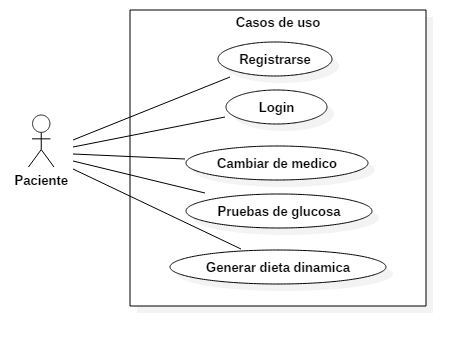 Casos de uso
Registrarse
Login
Paciente
Cambiar de medico
Pruebas de glucosa
Generar dieta dinamica